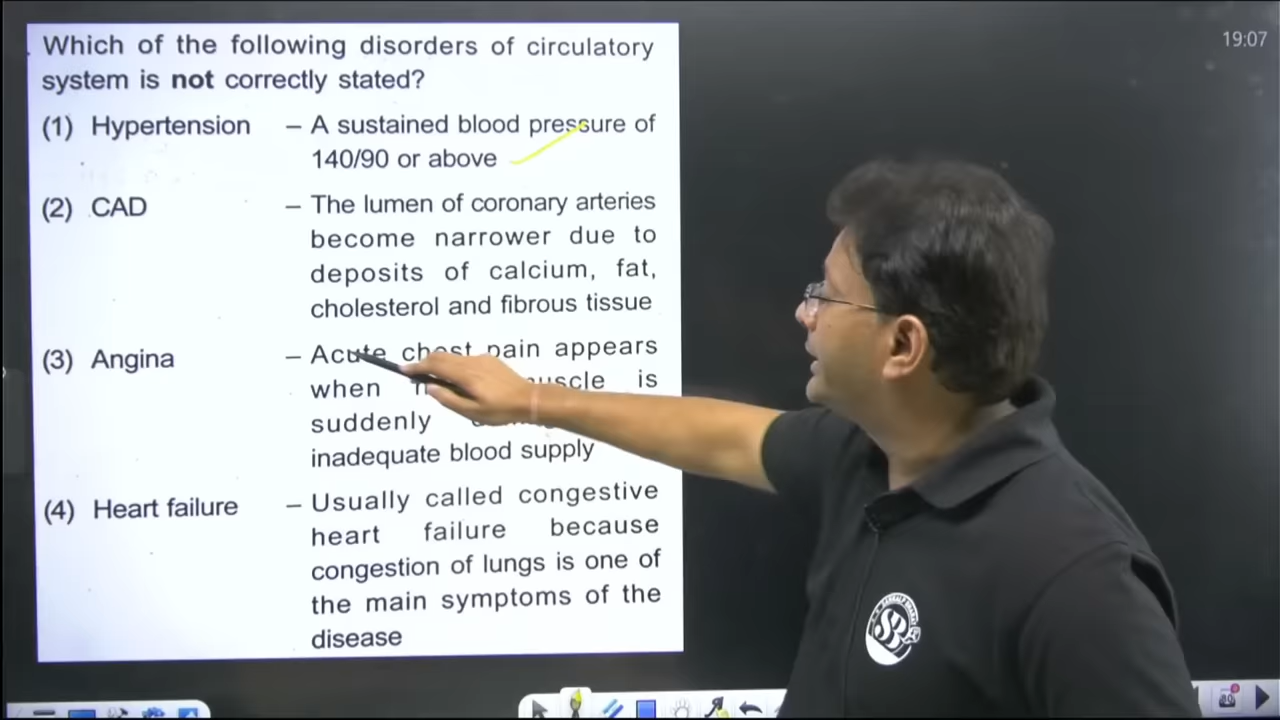 19:07
Which of the following disorders of circulatory
system is not correctly stated?
(1) Hypertension – A sustained blood pressure of
140/90 or above
(2) CAD – The lumen of coronary arteries
become narrower due to
deposits of calcium, fat,
cholesterol and fibrous tissue
(3) Angina – Acute chest pain appears
when is
suddenly
inadequate blood supply
(4) Heart failure – Usually called congestive
heart failure because
congestion of lungs is one of
the main symptoms of the
disease
SBR
80